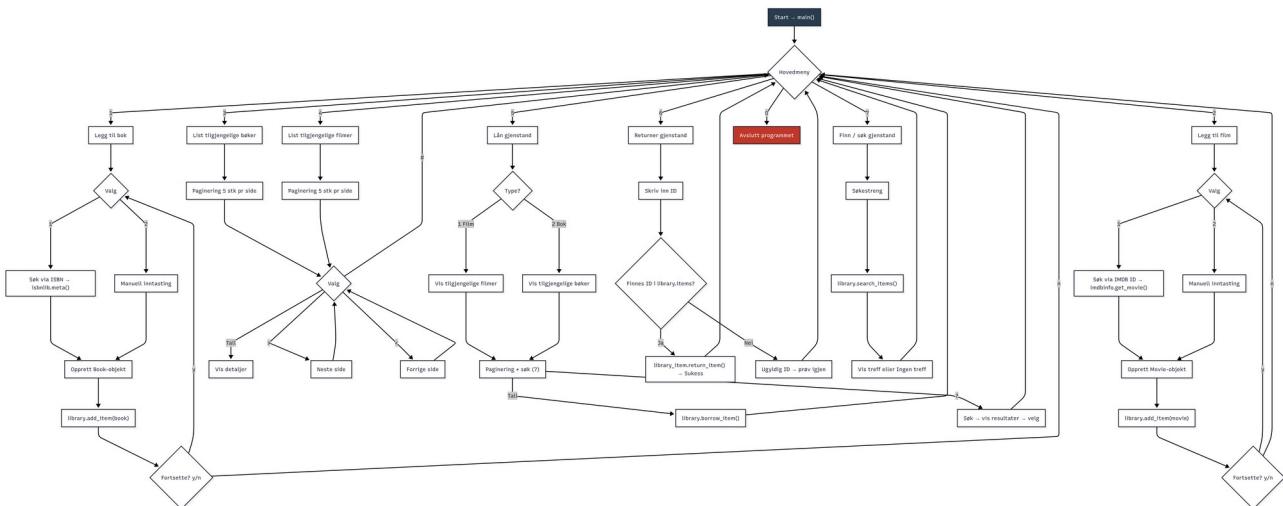 Start → main()
Hovedmeny
Legg til bok
List tilgjengelige bøker
List tilgjengelige filmer
Lån gjenstand
Returner gjenstand
Avslutt programmet
Finn / søk gjenstand
Legg til film
Valg
Paginering 5 stk pr side
Paginering 5 stk pr side
Type?
Skriv inn ID
Søkestreng
Valg
1 Film
2 Bok
2
2
Søk via ISBN →
isbnlib.meta()
Manuell inntasting
Valg
Vis tilgjengelige filmer
Vis tilgjengelige bøker
Finnes ID i library.items?
library.search_items()
Søk via IMDB ID →
imdbinfo.get_movie()
Manuell inntasting
Tall
Ja
Nei
Opprett Book-objekt
Vis detaljer
Neste side
Forrige side
Paginering + søk (?)
library_item.return_item()
→ Sukess
Ugyldig ID → prøv igjen
Vis treff eller Ingen treff
Opprett Movie-objekt
Tall
library.add_item(book)
library.borrow_item()
Søk → vis resultater → velg
library.add_item(movie)
Fortsette? y/n
Fortsette? y/n